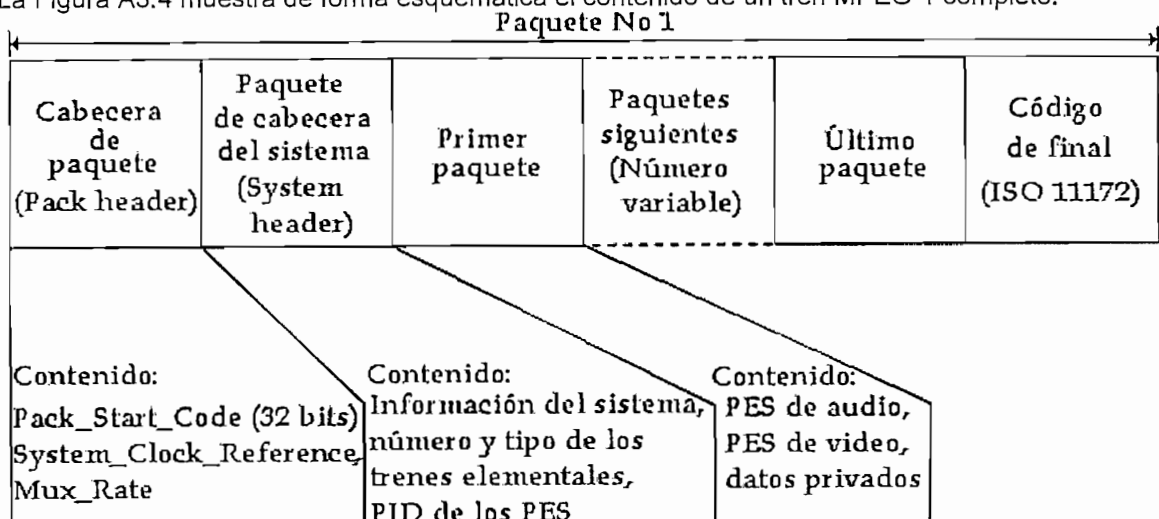 La Figura A3.4 muestra de forma esquemática el contenido de un tren MPEG-1 completo.
Paquete No 1
Cabecera
de
paquete
(Pack header)
Paquete
de cabecera
del sistema
(System
header)
Primer
paquete
Paquetes
siguientes
(Número
variable)
Último
paquete
Código
de final
(ISO 11172)
Contenido:
Pack_Start_Code (32 bits)
System_Clock_Reference,
Mux_Rate
Contenido:
Información del sistema,
número y tipo de los
trenes elementales,
PID de los PES
Contenido:
PES de audio,
PES de video,
datos privados